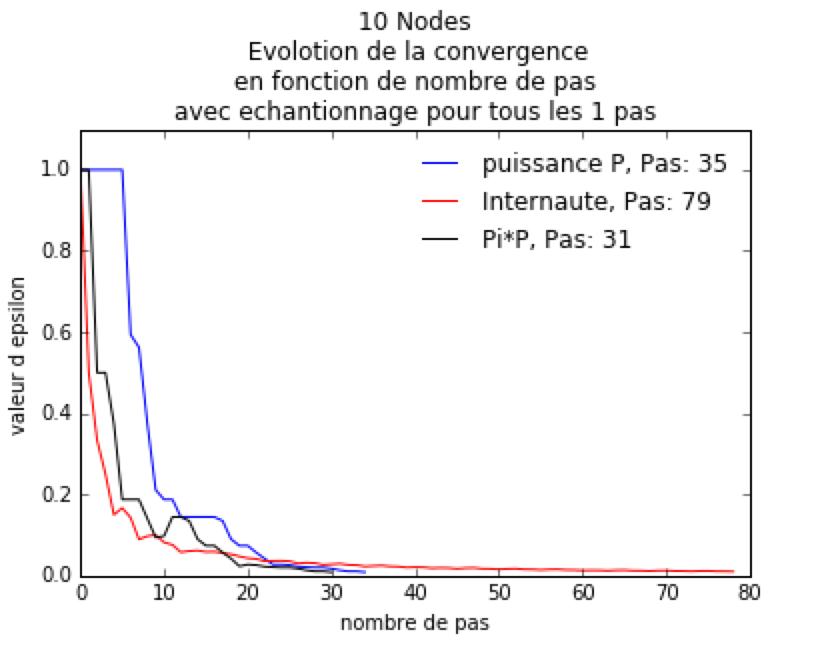 10 Nodes
Evolotion de la convergence
en fonction de nombre de pas
avec echantionnage pour tous les 1 pas
puissance P, Pas: 35
Internaute, Pas: 79
Pi*P, Pas: 31
valeur d epsilon
1.0
0.8
0.6
0.4
0.2
0.0
0 10 20 30 40 50 60 70 80
nombre de pas